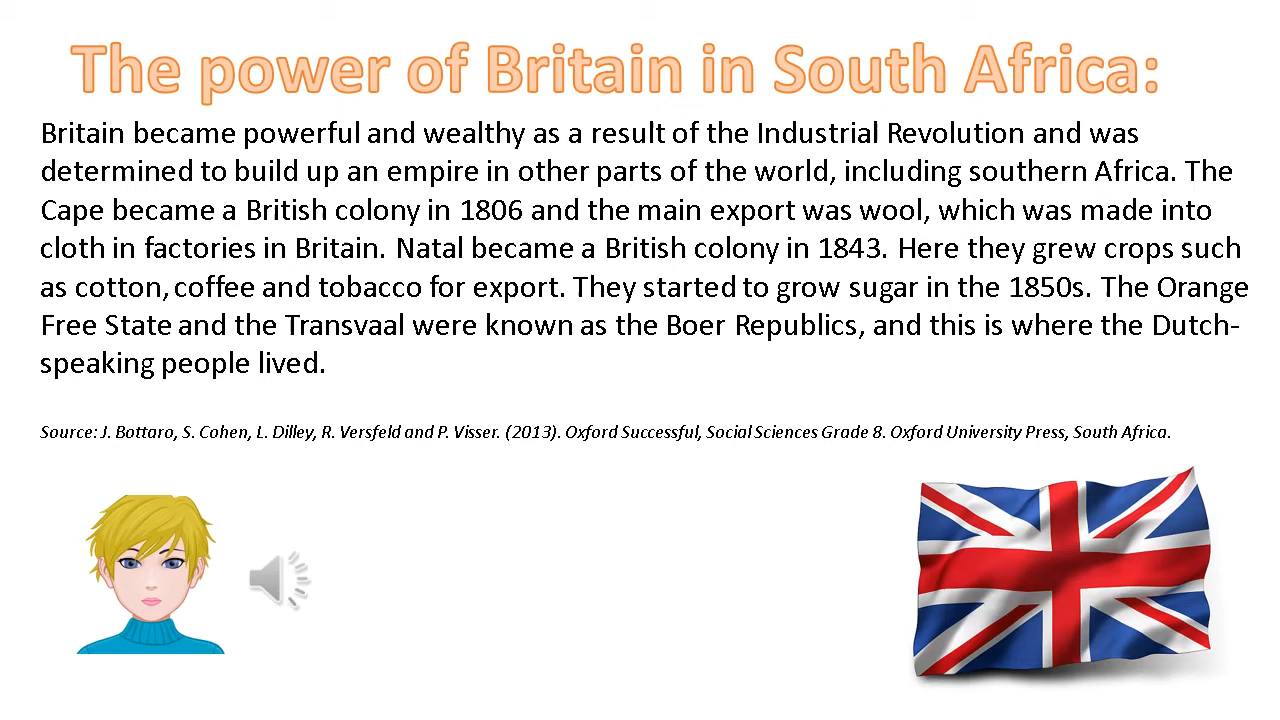 The power of Britain in South Africa:
Britain became powerful and wealthy as a result of the Industrial Revolution and was
determined to build up an empire in other parts of the world, including southern Africa. The
Cape became a British colony in 1806 and the main export was wool, which was made into
cloth in factories in Britain. Natal became a British colony in 1843. Here they grew crops such
as cotton, coffee and tobacco for export. They started to grow sugar in the 1850s. The Orange
Free State and the Transvaal were known as the Boer Republics, and this is where the Dutch-
speaking people lived.
Source: J. Bottaro, S. Cohen, L. Dilley, R. Versfeld and P. Visser. (2013). Oxford Successful, Social Sciences Grade 8. Oxford University Press, South Africa.